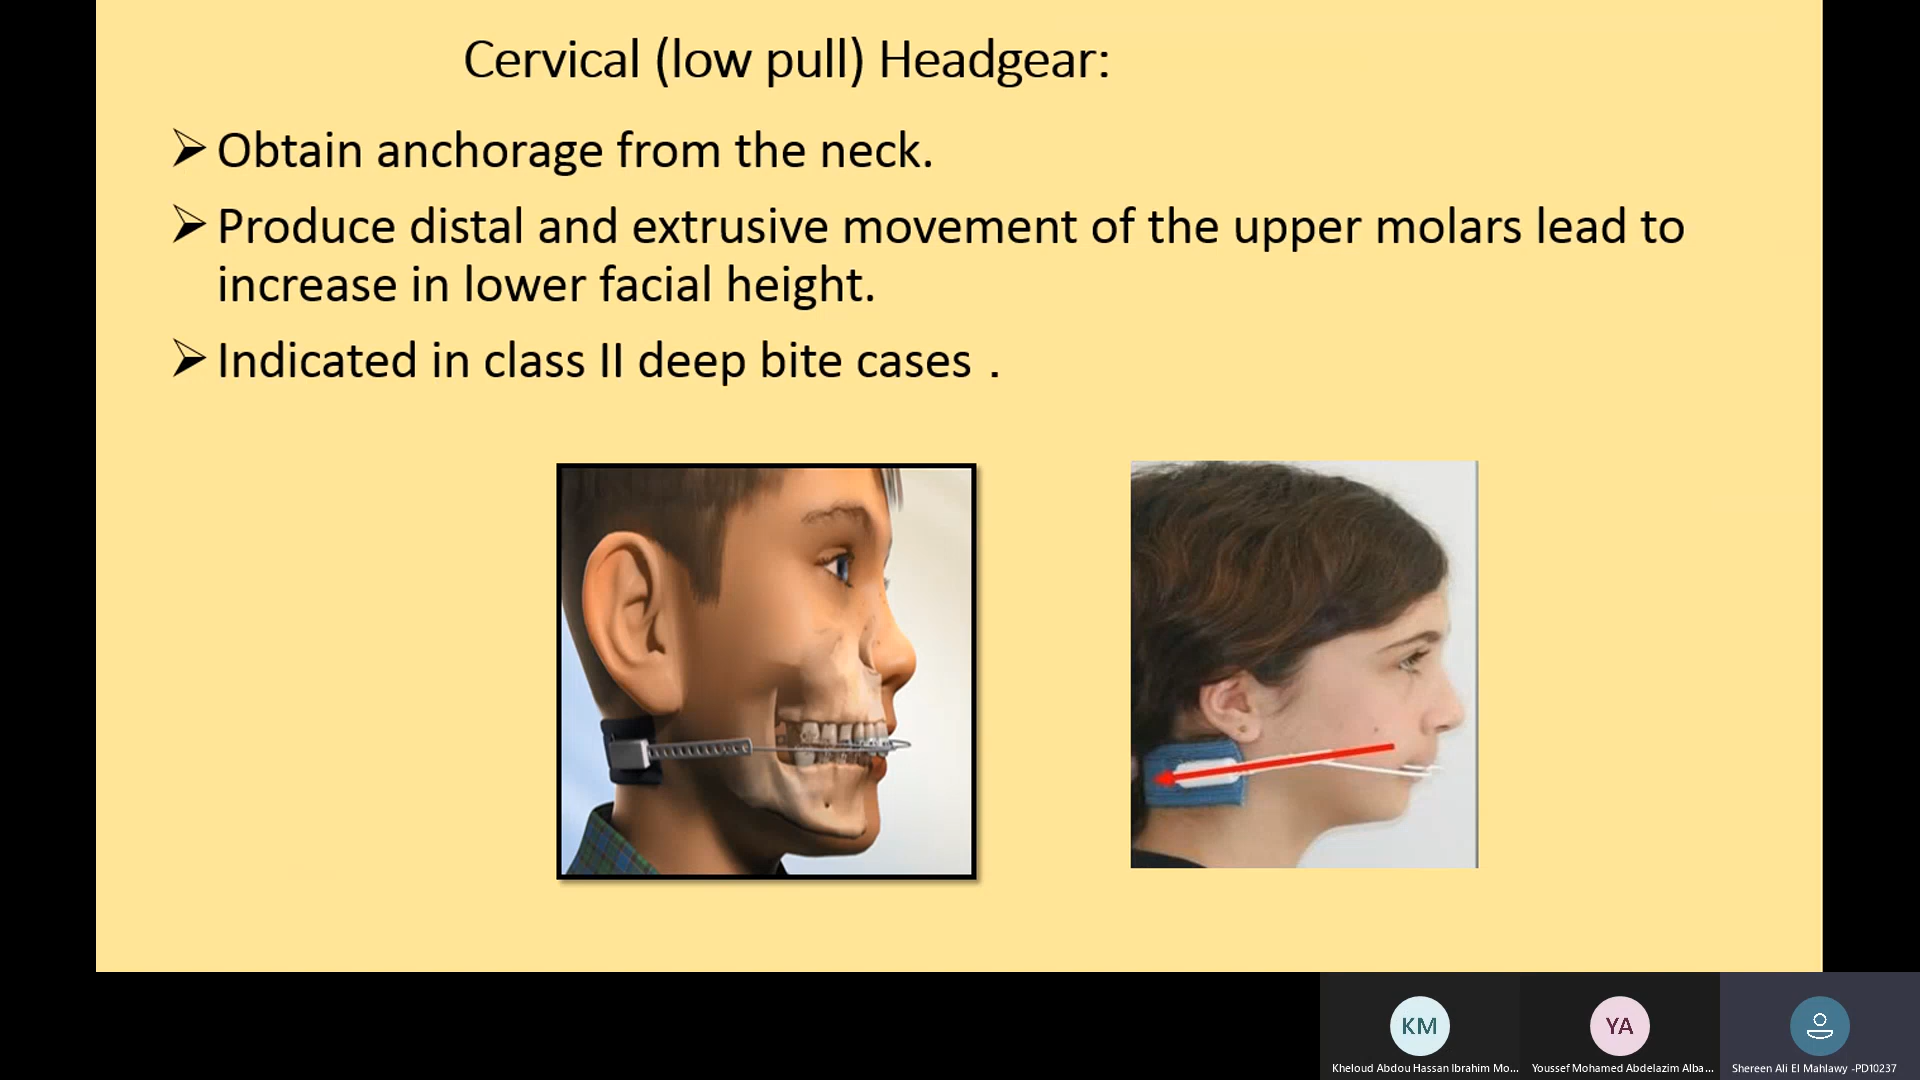 Cervical (low pull) Headgear:
➢ Obtain anchorage from the neck.
➢ Produce distal and extrusive movement of the upper molars lead to
increase in lower facial height.
➢ Indicated in class II deep bite cases .
KM
YA
Kheloud Abdou Hassan Ibrahim Mo...
Youssef Mohamed Abdelazim Alba...
Shereen Ali El Mahlawy -PD10237